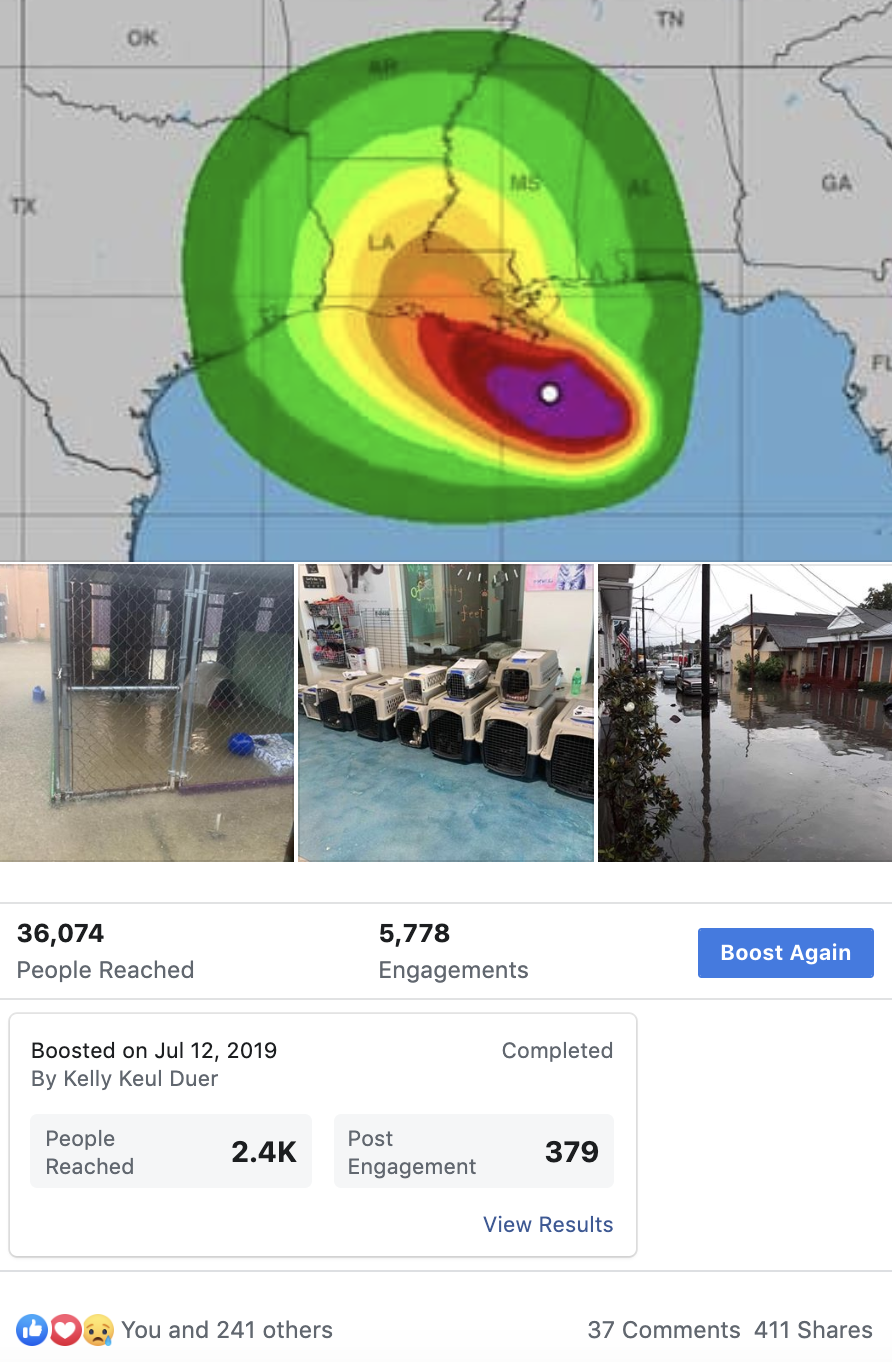 TN
OK
AR
MS
AL
GA
TX
LA
FL
36,074
People Reached
5,778
Engagements
Boost Again
Boosted on Jul 12, 2019
Completed
By Kelly Keul Duer
People
Reached
2.4K
Post
Engagement
379
View Results
You and 241 others
37 Comments 411 Shares